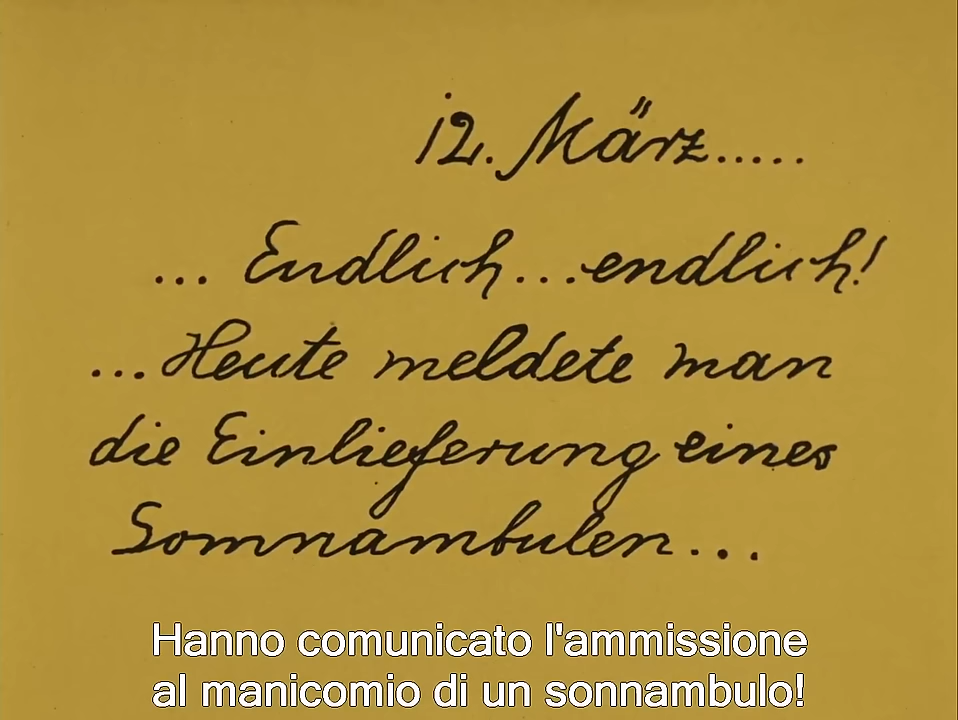 12. März.....
... Endlich...endlich!
...Heute meldete man
die Einlieferung eines
Somnambulen...
Hanno comunicato l'ammissione
al manicomio di un sonnambulo!